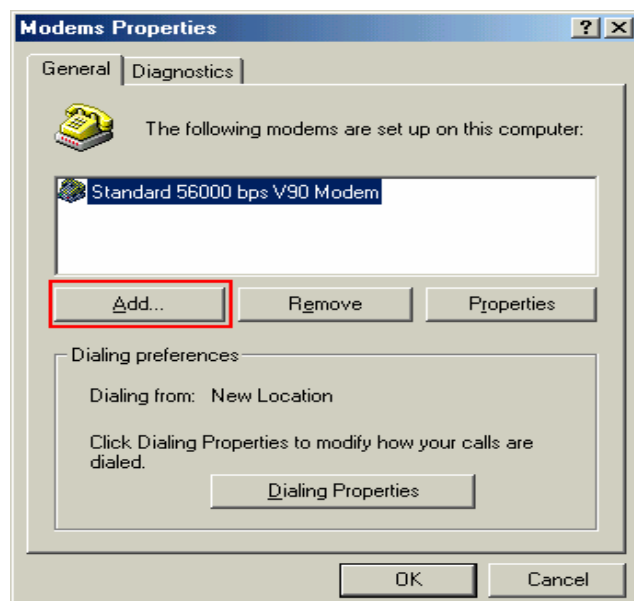 Modems Properties
General Diagnostics
The following modems are set up on this computer:
Standard 56000 bps V90 Modem
Add... Remove Properties
Dialing preferences
Dialing from: New Location
Click Dialing Properties to modify how your calls are
dialed.
Dialing Properties
OK Cancel